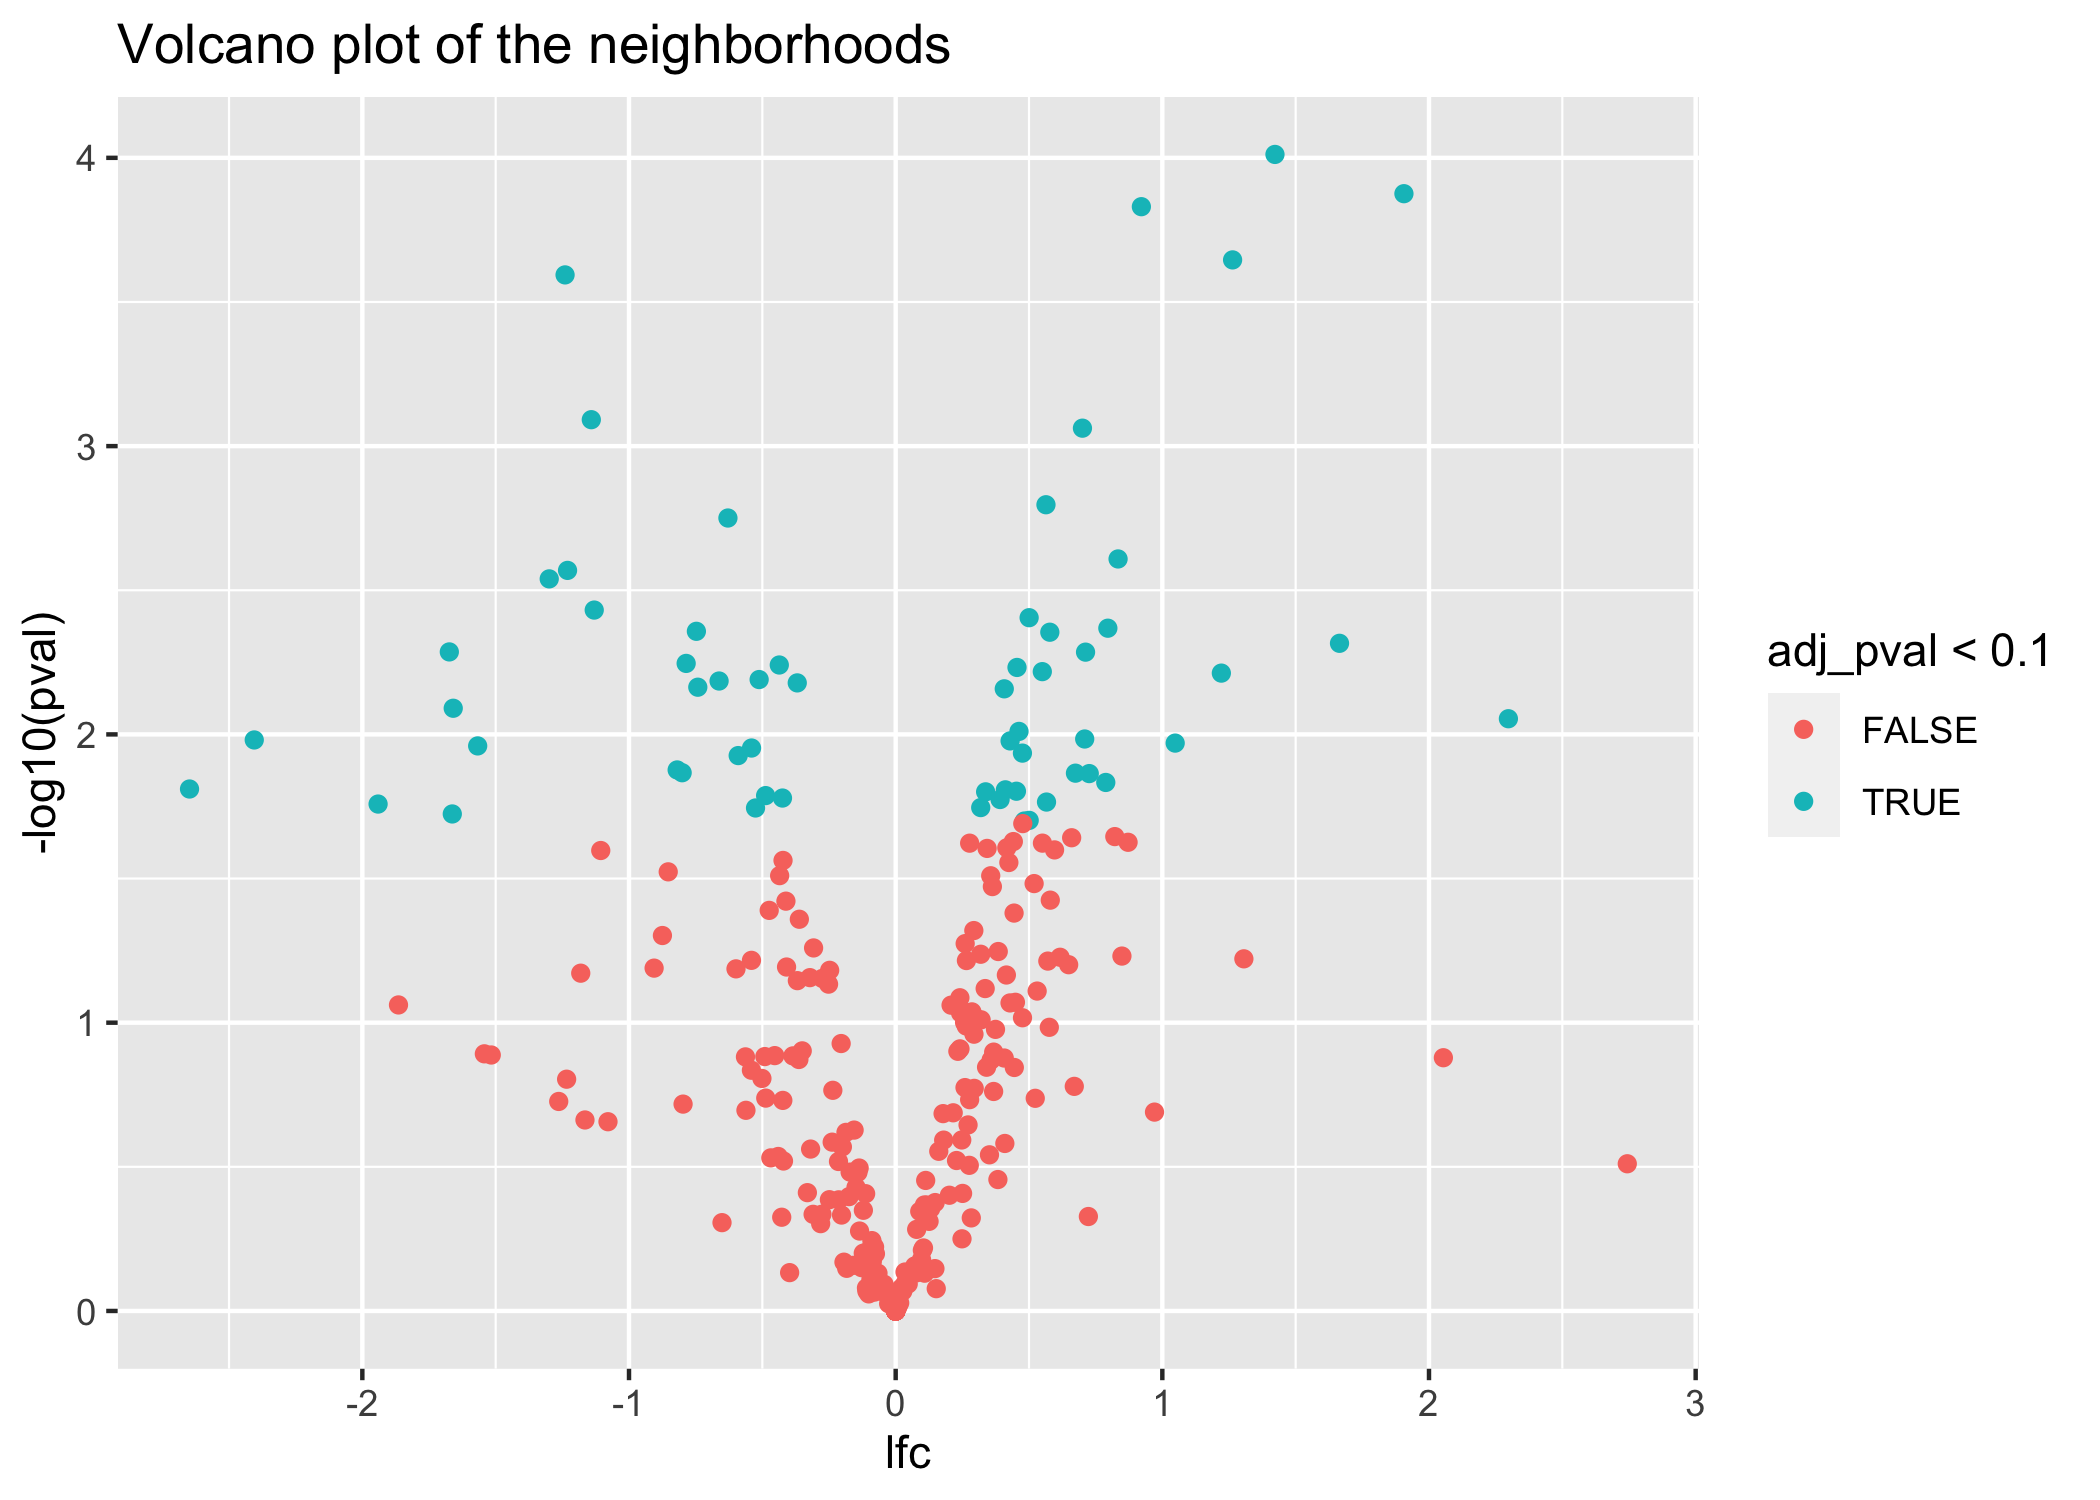 Volcano plot of the neighborhoods
4
3
2
1
0
-log10(pval)
-2
-1
0
1
2
3
lfc
adj_pval < 0.1
FALSE
TRUE